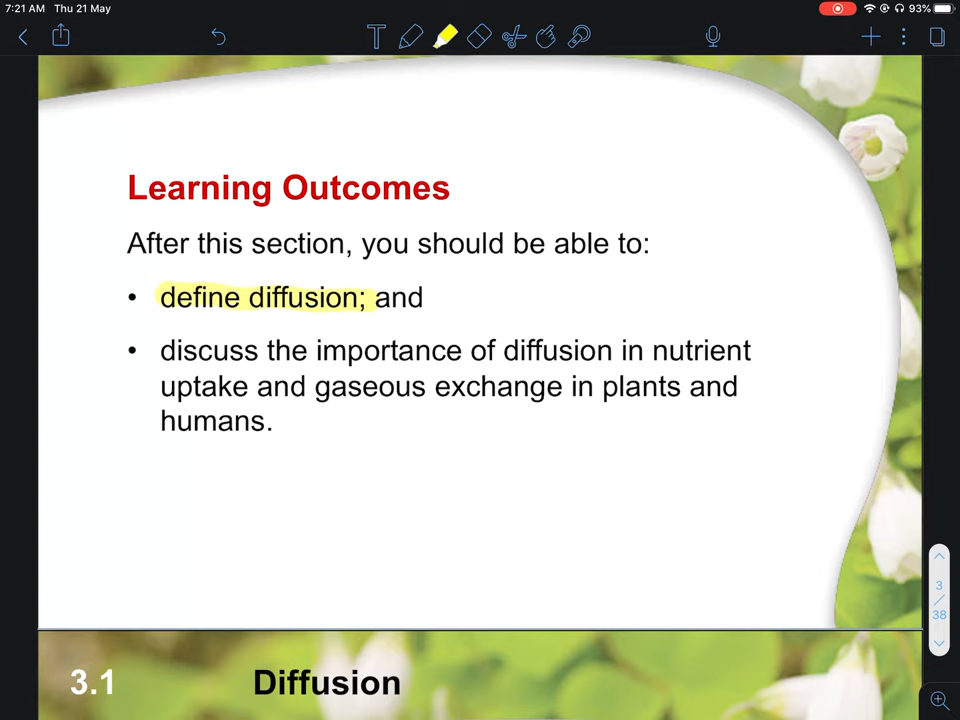 7:21 AM Thu 21 May
93%
T
Learning Outcomes
After this section, you should be able to:
• define diffusion; and
• discuss the importance of diffusion in nutrient
uptake and gaseous exchange in plants and
humans.
3
/
38
3.1 Diffusion